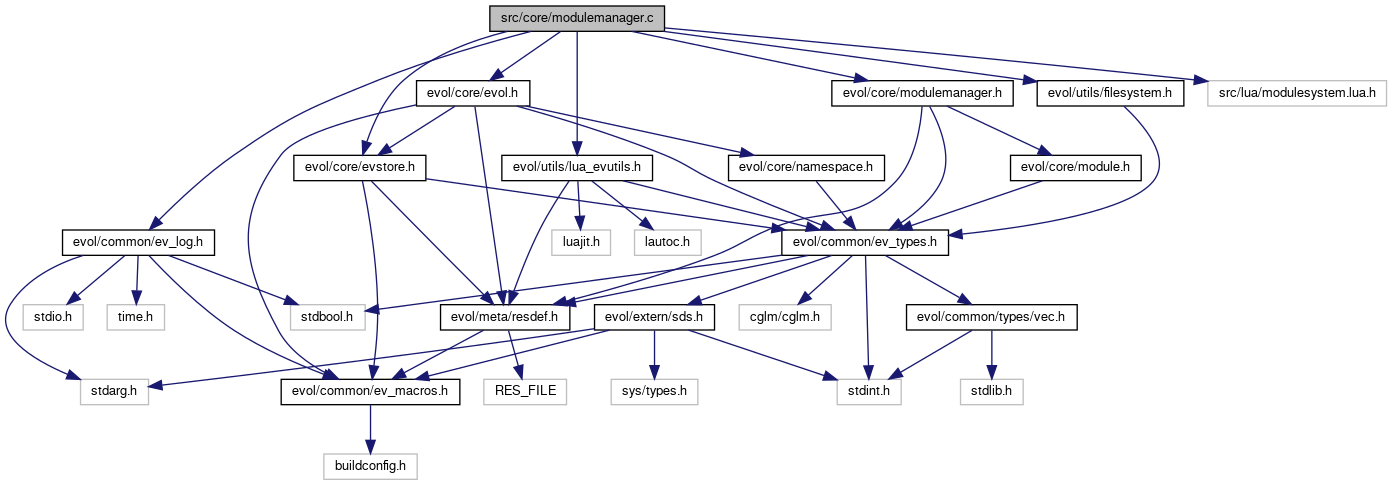 src/core/modulemanager.c
evol/core/evol.h
evol/core/modulemanager.h
evol/utils/filesystem.h
src/lua/modulesystem.lua.h
evol/core/evstore.h
evol/utils/lua_evutils.h
evol/core/namespace.h
evol/core/module.h
evol/common/ev_log.h
luajit.h
lautoc.h
evol/common/ev_types.h
stdio.h
time.h
stdbool.h
evol/meta/resdef.h
evol/extern/sds.h
cglm/cglm.h
evol/common/types/vec.h
stdarg.h
evol/common/ev_macros.h
RES_FILE
sys/types.h
stdint.h
stdlib.h
buildconfig.h